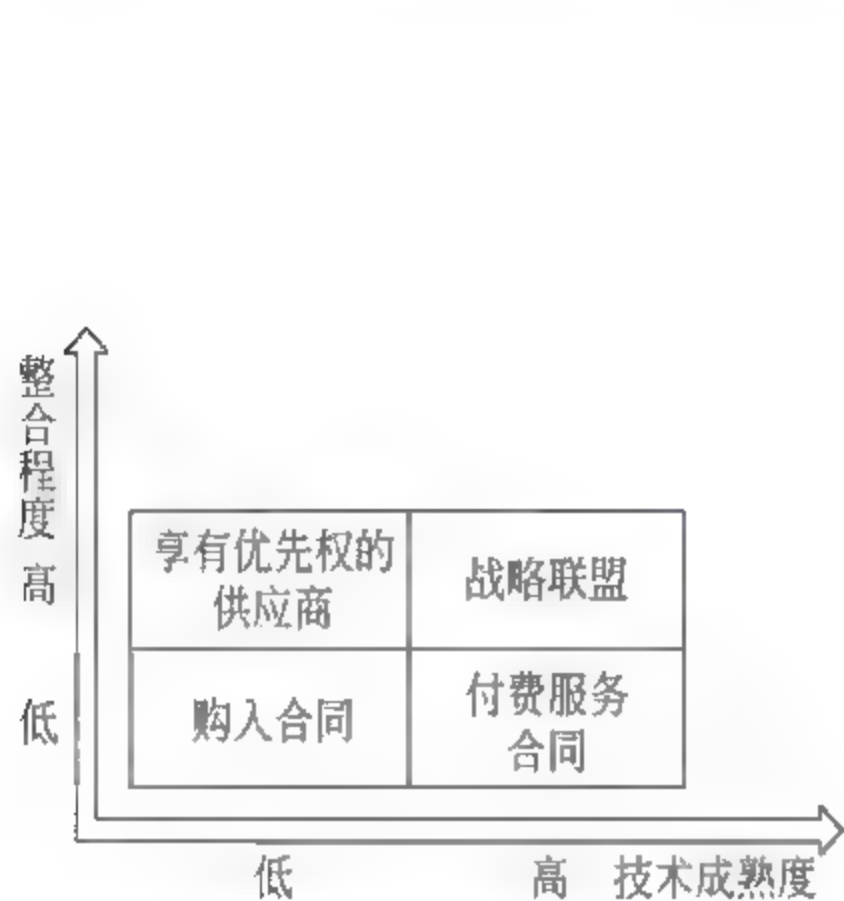 整合程度 高
低
享有优先权的
供应商
战略联盟
购入合同
付费服务
合同
低
高
技术成熟度